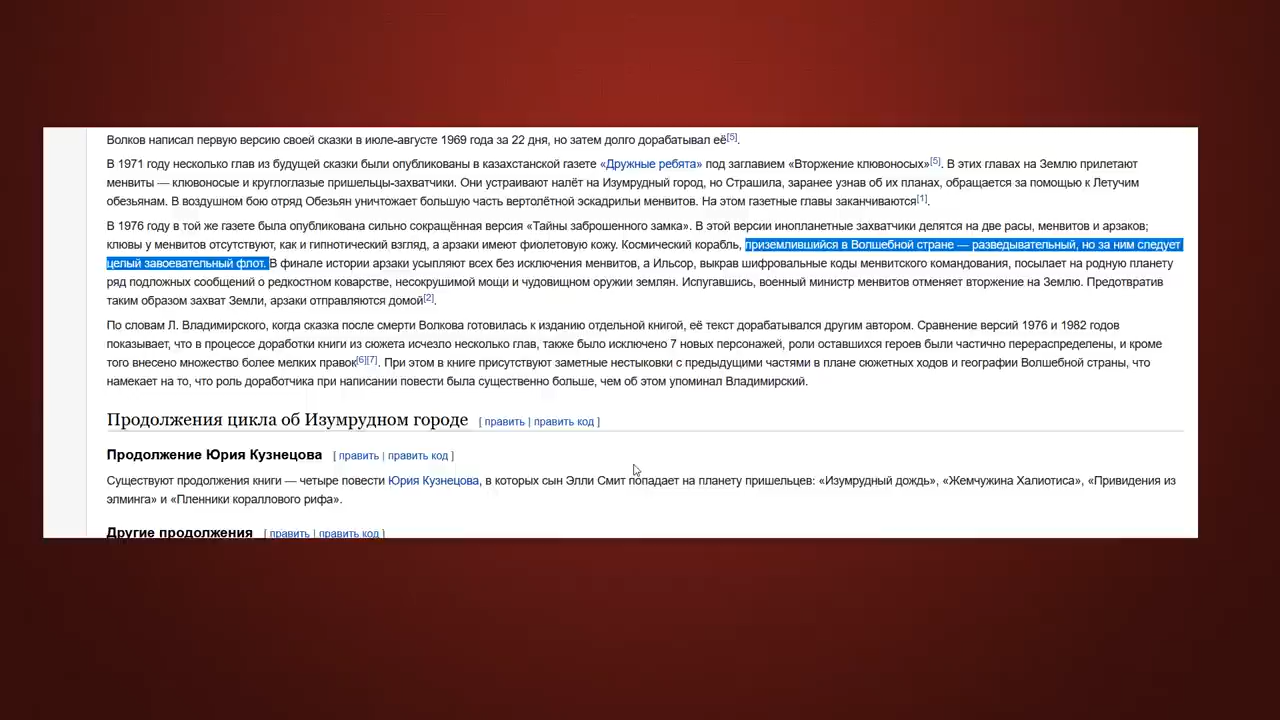 Волков написал первую версию своей сказки в июле-августе 1969 года за 22 дня, но затем долго дорабатывал её[5].
В 1971 году несколько глав из будущей сказки были опубликованы в казахстанской газете «Дружные ребята» под заглавием «Вторжение клювоносых»[5]. В этих главах на Землю прилетают
менвиты — клювоносые и круглоглазые пришельцы-захватчики. Они устраивают налёт на Изумрудный город, но Страшила, заранее узнав об их планах, обращается за помощью к Летучим
обезьянам. В воздушном бою отряд Обезьян уничтожает большую часть вертолётной эскадрильи менвитов. На этом газетные главы заканчиваются[1].
В 1976 году в той же газете была опубликована сильно сокращённая версия «Тайны заброшенного замка». В этой версии инопланетные захватчики делятся на две расы, менвитов и арзаков;
клювы у менвитов отсутствуют, как и гипнотический взгляд, а арзаки имеют фиолетовую кожу. Космический корабль, приземлившийся в Волшебной стране — разведывательный, но за ним следует
целый завоевательный флот. В финале истории арзаки усыпляют всех без исключения менвитов, а Ильсор, выкрав шифровальные коды менвитского командования, посылает на родную планету
ряд подложных сообщений о редкостном коварстве, несокрушимой мощи и чудовищном оружии землян. Испугавшись, военный министр менвитов отменяет вторжение на Землю. Предотвратив
таким образом захват Земли, арзаки отправляются домой[2].
По словам Л. Владимирского, когда сказка после смерти Волкова готовилась к изданию отдельной книгой, её текст дорабатывался другим автором. Сравнение версий 1976 и 1982 годов
показывает, что в процессе доработки книги из сюжета исчезло несколько глав, также было исключено 7 новых персонажей, роли оставшихся героев были частично перераспределены, и кроме
того внесено множество более мелких правок[6][7]. При этом в книге присутствуют заметные нестыковки с предыдущими частями в плане сюжетных ходов и географии Волшебной страны, что
намекает на то, что роль доработчика при написании повести была существенно больше, чем об этом упоминал Владимирский.
Продолжения цикла об Изумрудном городе [ править | править код ]
Продолжение Юрия Кузнецова [ править | править код ]
Существуют продолжения книги — четыре повести Юрия Кузнецова, в которых сын Элли Смит попадает на планету пришельцев: «Изумрудный дождь», «Жемчужина Халиотиса», «Привидения из
элминга» и «Пленники кораллового рифа».
Другие продолжения [ править | править код ]